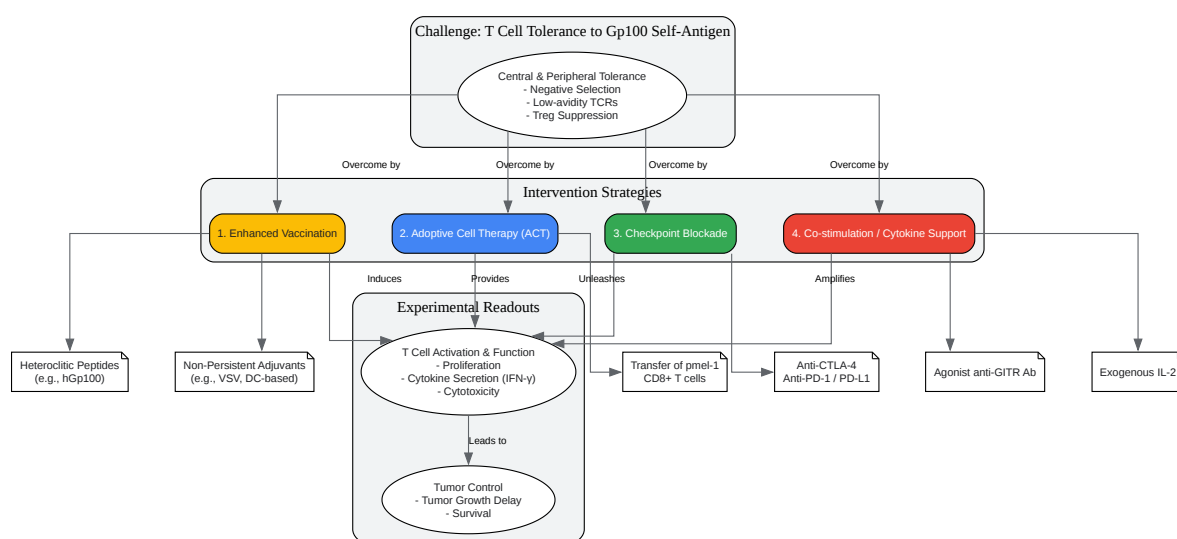 Challenge: T Cell Tolerance to Gp100 Self-Antigen
Central & Peripheral Tolerance
- Negative Selection
- Low-avidity TCRs
- Treg Suppression
Overcome by
Overcome by
Overcome by
Overcome by
Intervention Strategies
1. Enhanced Vaccination
2. Adoptive Cell Therapy (ACT)
3. Checkpoint Blockade
4. Co-stimulation / Cytokine Support
Induces
Provides
Unleashes
Amplifies
Experimental Readouts
Heteroclitic Peptides
(e.g., hGp100)
Non-Persistent Adjuvants
(e.g., VSV, DC-based)
T Cell Activation & Function
- Proliferation
- Cytokine Secretion (IFN-γ)
- Cytotoxicity
Transfer of pmel-1
CD8+ T cells
Anti-CTLA-4
Anti-PD-1 / PD-L1
Agonist anti-GITR Ab
Exogenous IL-2
Leads to
Tumor Control
- Tumor Growth Delay
- Survival